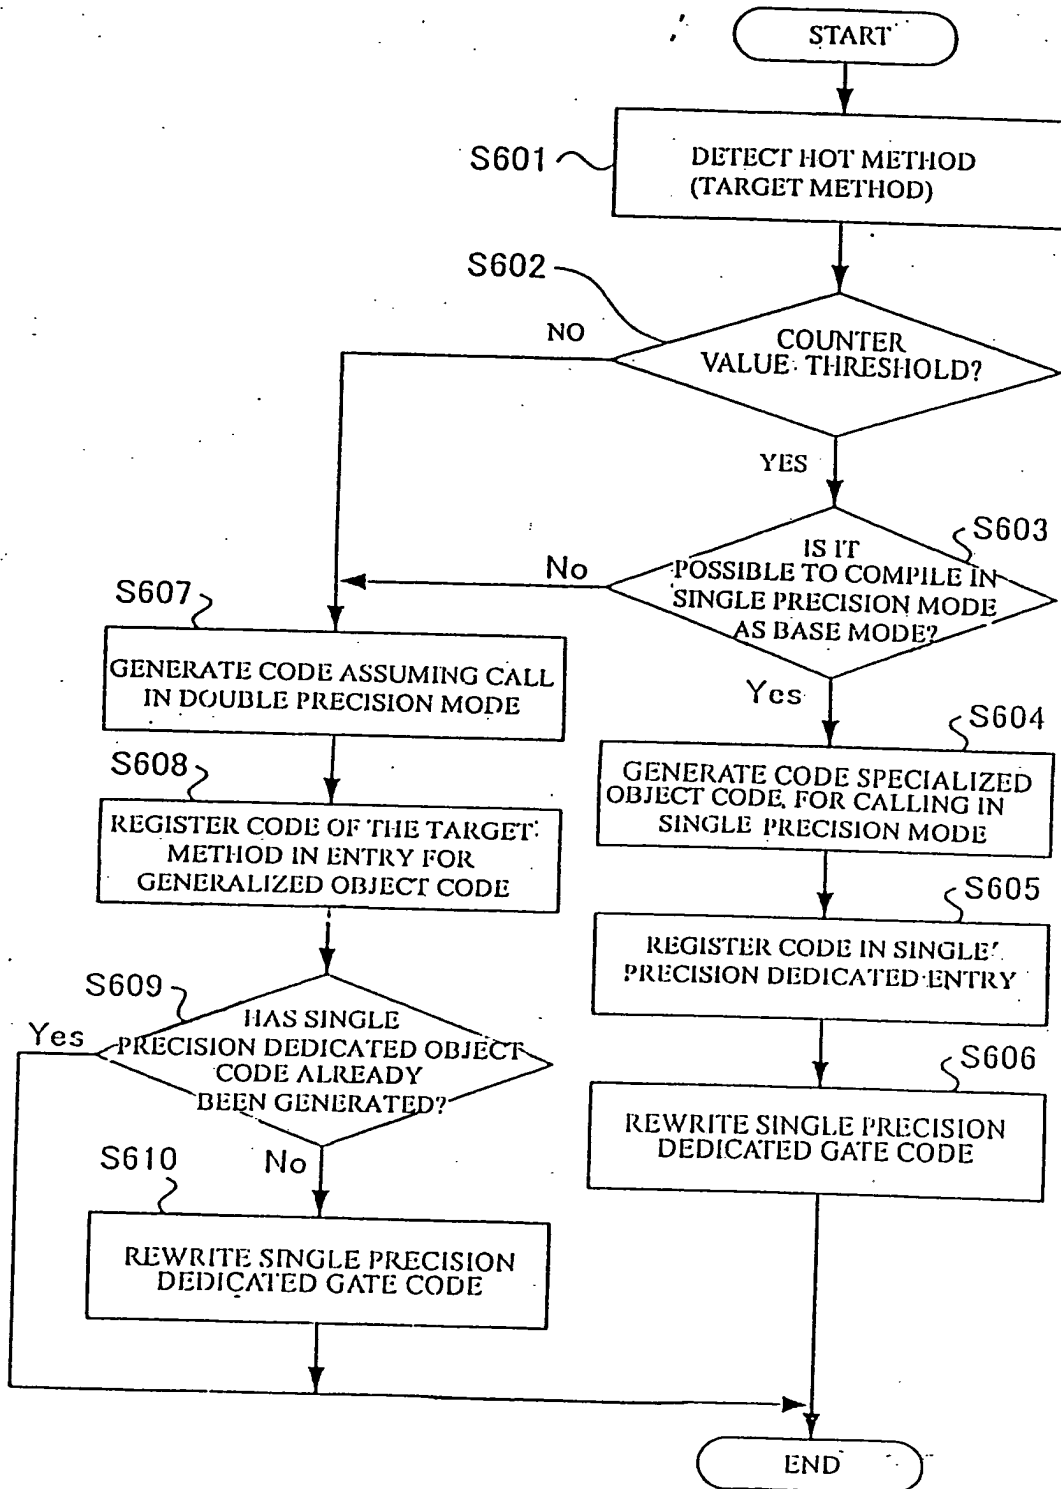 START
S601
DETECT HOT METHOD
(TARGET METHOD)
S602
NO
COUNTER
VALUE: THRESHOLD?
YES
S603
No
IS IT
POSSIBLE TO COMPILE IN
SINGLE PRECISION MODE
AS BASE MODE?
Yes
S607
GENERATE CODE ASSUMING CALL
IN DOUBLE PRECISION MODE
S604
GENERATE CODE SPECIALIZED
OBJECT CODE, FOR CALLING IN
SINGLE PRECISION MODE
S608
REGISTER CODE OF THE TARGET
METHOD IN ENTRY FOR
GENERALIZED OBJECT CODE
S605
REGISTER CODE IN SINGLE
PRECISION DEDICATED ENTRY
S609
Yes
HAS SINGLE
PRECISION DEDICATED OBJECT
CODE ALREADY
BEEN GENERATED?
No
S606
REWRITE SINGLE PRECISION
DEDICATED GATE CODE
S610
REWRITE SINGLE PRECISION
DEDICATED GATE CODE
END